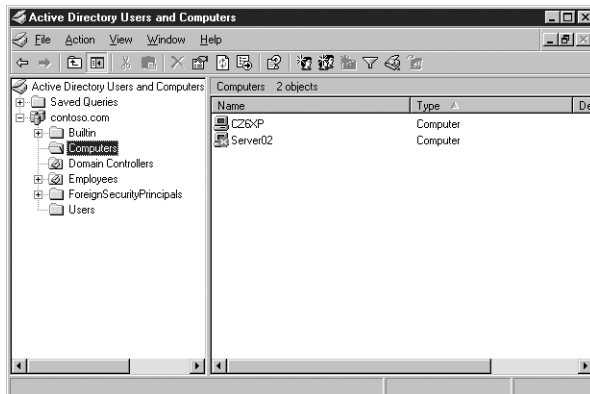 Active Directory Users and Computers
File Action View Window Help
Active Directory Users and Computers
Saved Queries
contoso.com
Builtin
Computers
Domain Controllers
Employees
ForeignSecurityPrincipals
Users
Computers 2 objects
Name Type De
CZ6XP Computer
Server02 Computer